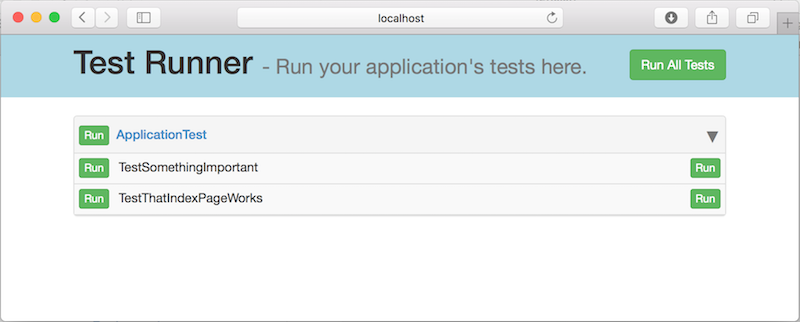 localhost
Test Runner - Run your application's tests here. Run All Tests
Run ApplicationTest
Run TestSomethingImportant Run
Run TestThatIndexPageWorks Run